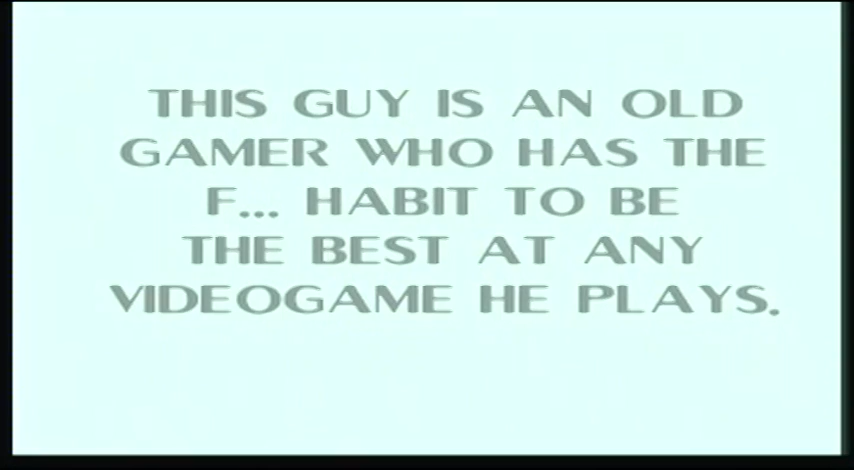 THIS GUY IS AN OLD
GAMER WHO HAS THE
F... HABIT TO BE
THE BEST AT ANY
VIDEOGAME HE PLAYS.